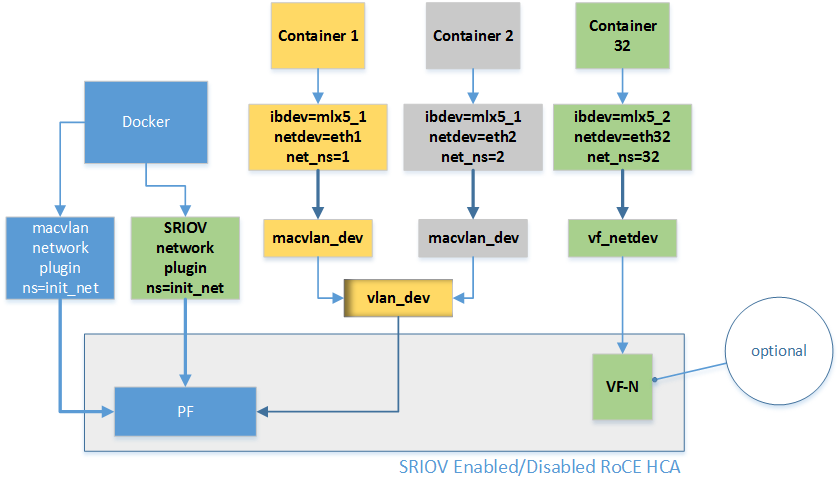 Container 1
Container 2
Container
32
Docker
ibdev=mlx5_1
netdev=eth1
net_ns=1
ibdev=mlx5_1
netdev=eth2
net_ns=2
ibdev=mlx5_2
netdev=eth32
net_ns=32
macvlan
network
plugin
ns=init_net
SRIOV
network
plugin
ns=init_net
macvlan_dev
macvlan_dev
vf_netdev
vlan_dev
optional
VF-N
PF
SRIOV Enabled/Disabled RoCE HCA